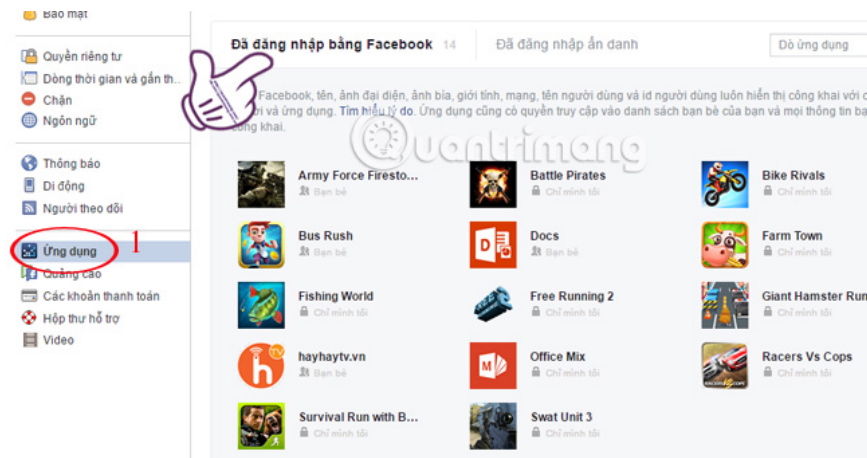 Bảo mật
Quyền riêng tư
Dòng thời gian và gắn th...
Chặn
Ngôn ngữ
Thông báo
Di động
Người theo dõi
Ứng dụng
1
Quảng cáo
Các khoản thanh toán
Hộp thư hỗ trợ
Video
Đã đăng nhập bằng Facebook 14
Đã đăng nhập ẩn danh
Dò ứng dụng
Facebook, tên, ảnh đại diện, ảnh bìa, giới tính, mạng, tên người dùng và id người dùng luôn hiển thị công khai với
và ứng dụng. Tìm hiểu lý do. Ứng dụng cũng có quyền truy cập vào danh sách bạn bè của bạn và mọi thông tin bạ
công khai.
Quantrimang
Army Force Firesto...
Bạn bè
Battle Pirates
Chỉ mình tôi
Bike Rivals
Chỉ mình tôi
Bus Rush
Bạn bè
Docs
Bạn bè
Farm Town
Chỉ mình tôi
Fishing World
Chỉ mình tôi
Free Running 2
Chỉ mình tôi
Giant Hamster Run
Chỉ mình tôi
hayhaytv.vn
Bạn bè
Office Mix
Chỉ mình tôi
Racers Vs Cops
Chỉ mình tôi
Survival Run with B...
Chỉ mình tôi
Swat Unit 3
Chỉ mình tôi